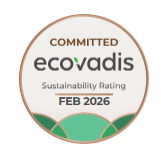 COMMITTED
ecovadis
Sustainability Rating
FEB 2026